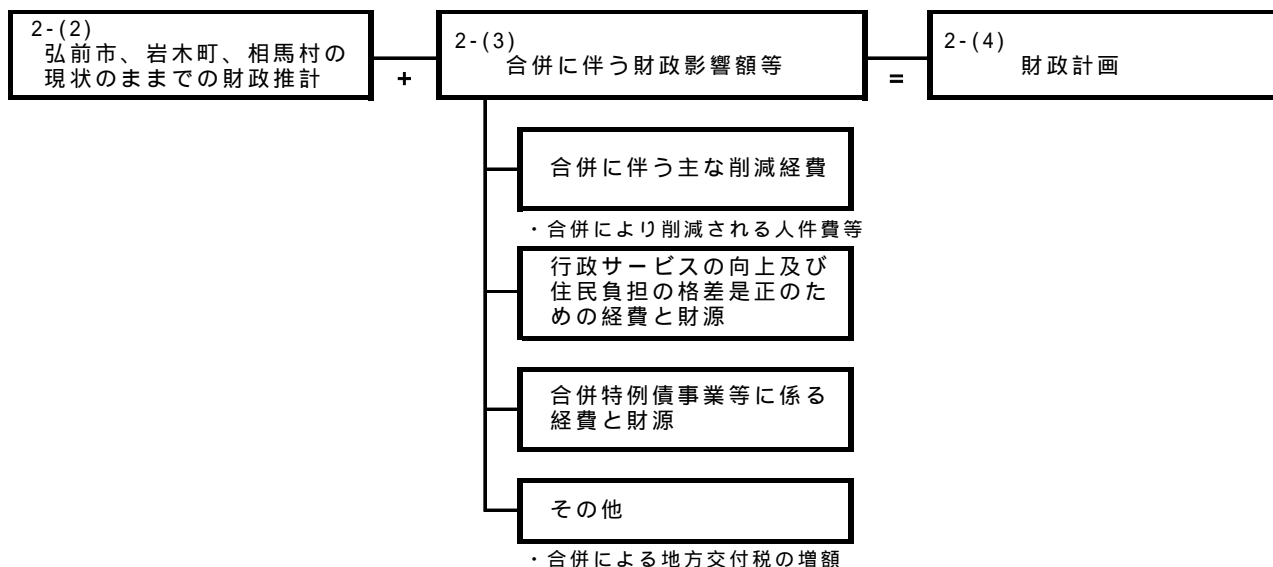 2-(2)
弘前市、岩木町、相馬村の
現状のままでの財政推計
+
2-(3)
合併に伴う財政影響額等
=
2-(4)
財政計画
合併に伴う主な削減経費
・合併により削減される人件費等
行政サービスの向上及び
住民負担の格差是正のた
めの経費と財源
合併特例債事業等に係る
経費と財源
その他
・合併による地方交付税の増額